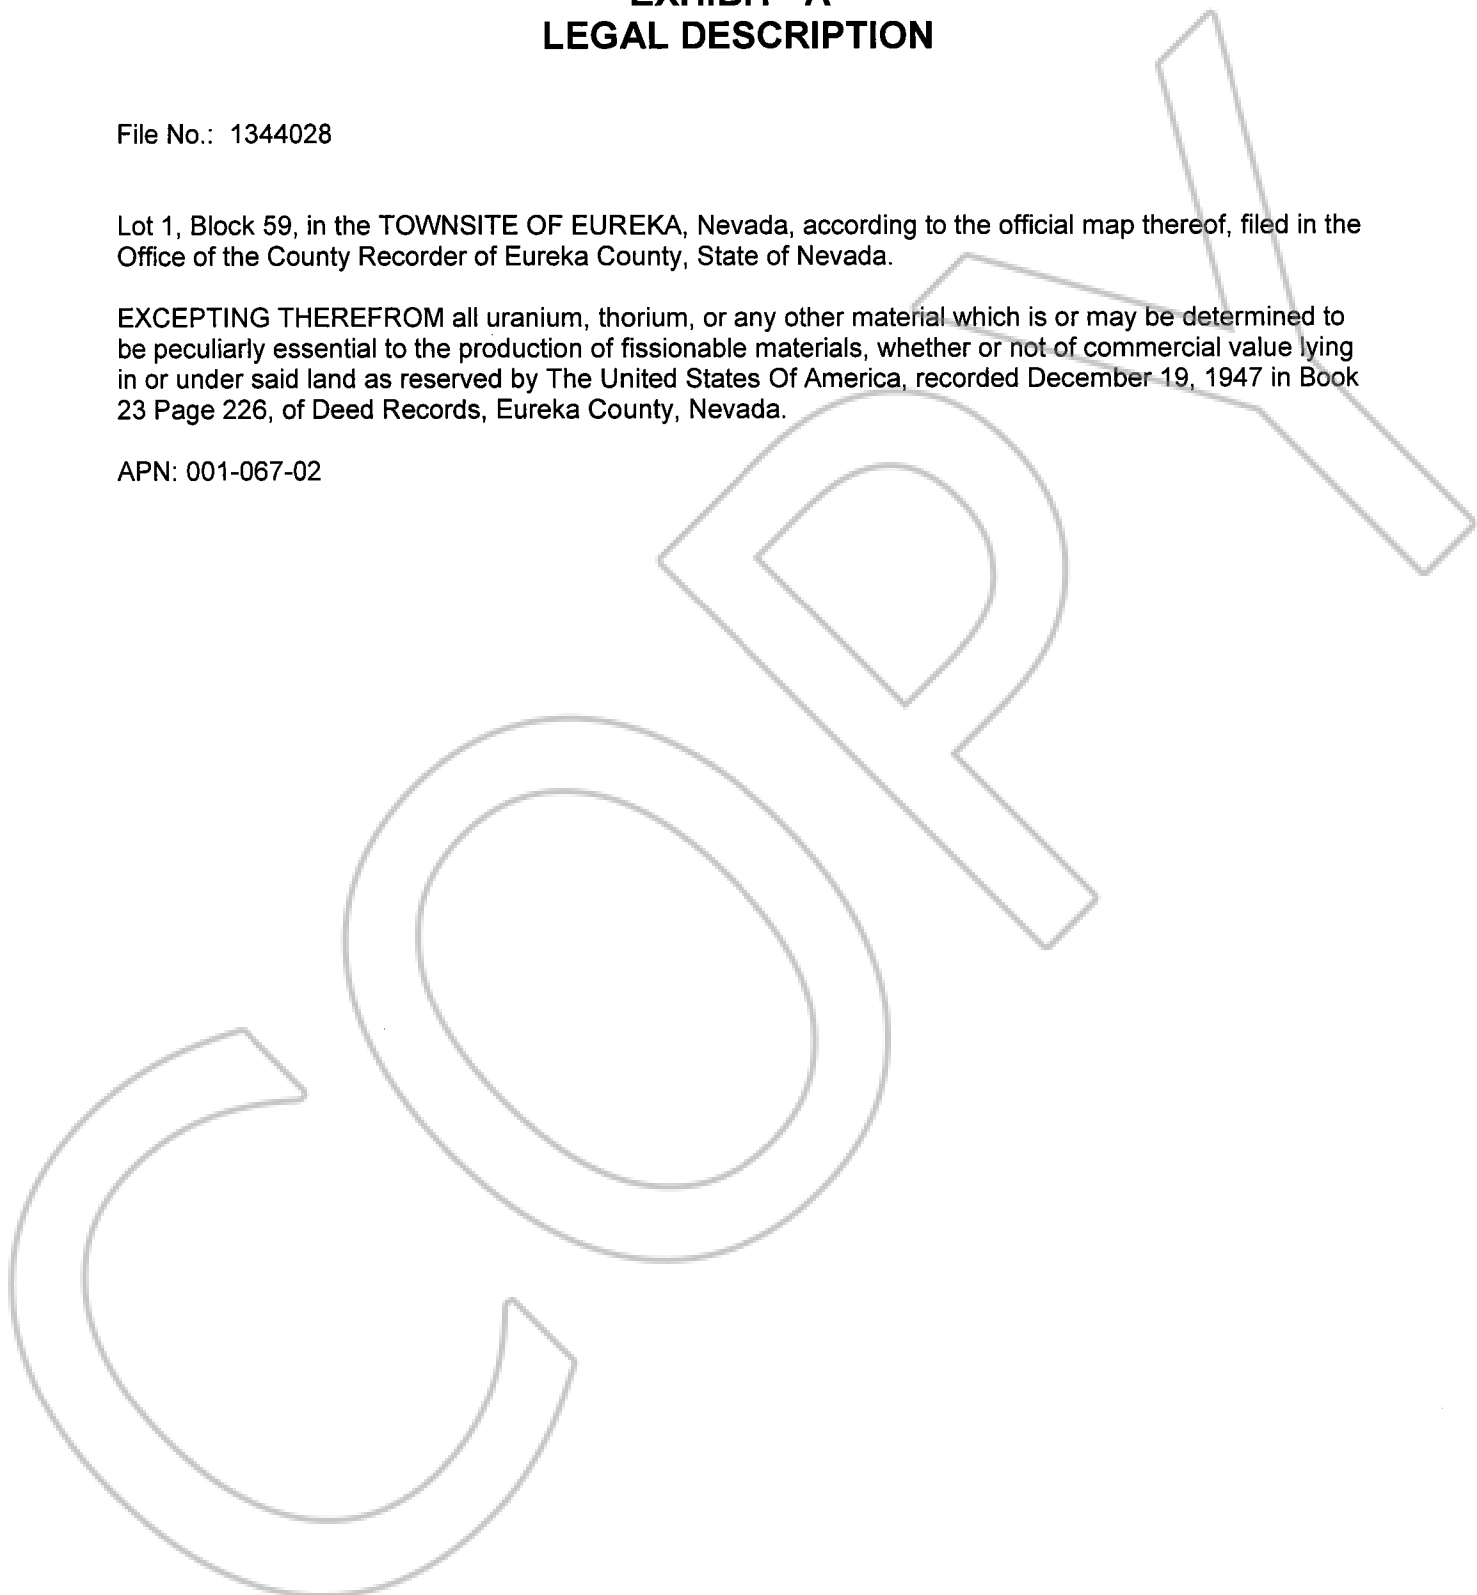 EXHIBIT "A"
LEGAL DESCRIPTION
File No.: 1344028
Lot 1, Block 59, in the TOWNSITE OF EUREKA, Nevada, according to the official map thereof, filed in the
Office of the County Recorder of Eureka County, State of Nevada.
EXCEPTING THEREFROM all uranium, thorium, or any other material which is or may be determined to
be peculiarly essential to the production of fissionable materials, whether or not of commercial value lying
in or under said land as reserved by The United States Of America, recorded December 19, 1947 in Book
23 Page 226, of Deed Records, Eureka County, Nevada.
APN: 001-067-02
COPY